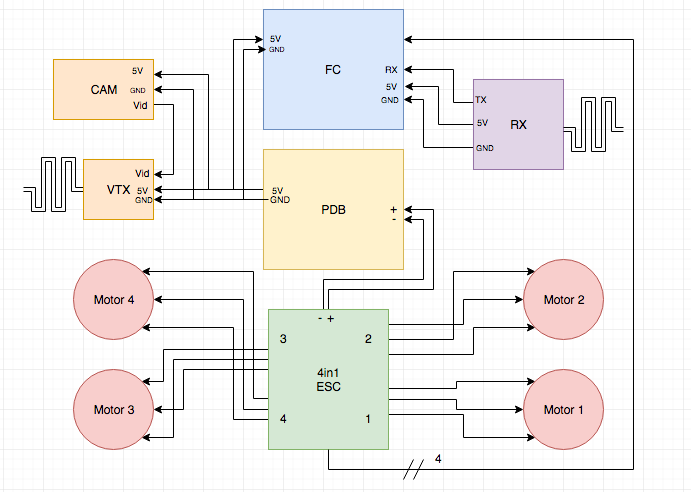 5V
GND
FC
RX
5V
GND
5V
CAM
GND
Vid
TX
5V
RX
GND
Vid
VTX
5V
GND
5V
GND
PDB
+
-
Motor 4
Motor 2
- +
3
2
4in1
ESC
4
1
Motor 3
Motor 1
4